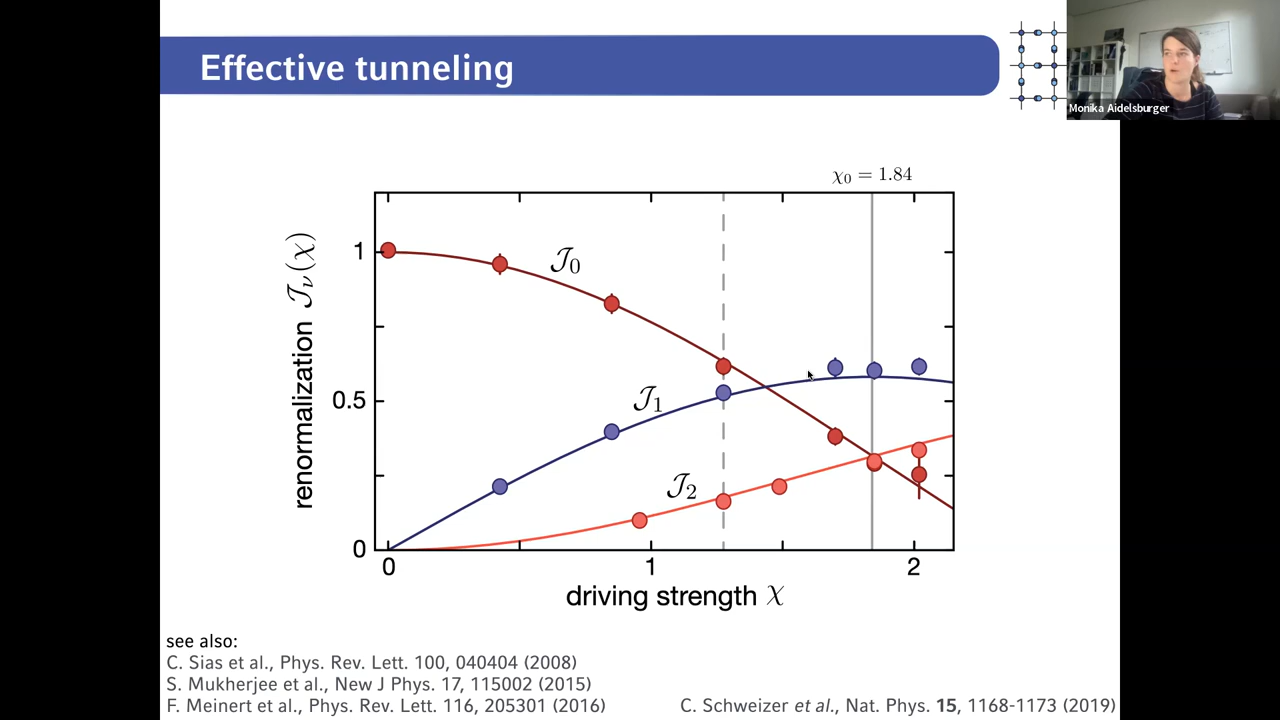 Effective tunneling
Monika Aidelsburger
χ₀ = 1.84
renormalization 𝒥ᵥ(χ)
1
0.5
0
𝒥₀
𝒥₁
𝒥₂
0 1 2
driving strength χ
see also:
C. Sias et al., Phys. Rev. Lett. 100, 040404 (2008)
S. Mukherjee et al., New J Phys. 17, 115002 (2015)
F. Meinert et al., Phys. Rev. Lett. 116, 205301 (2016)
C. Schweizer et al., Nat. Phys. 15, 1168-1173 (2019)